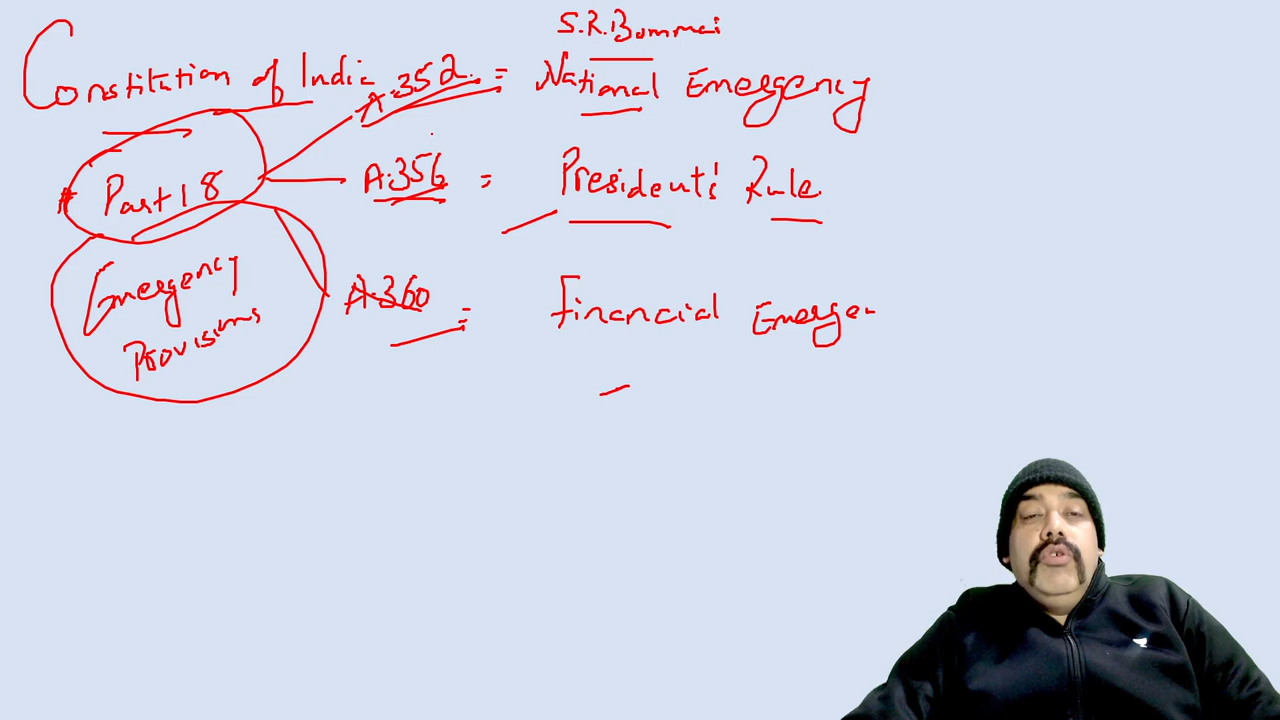 S.R.Bommai
Constitution of India A.352 = National Emergency
Part 18 A.356 = President's Rule
Emergency Provisions A.360 = Financial Emergen